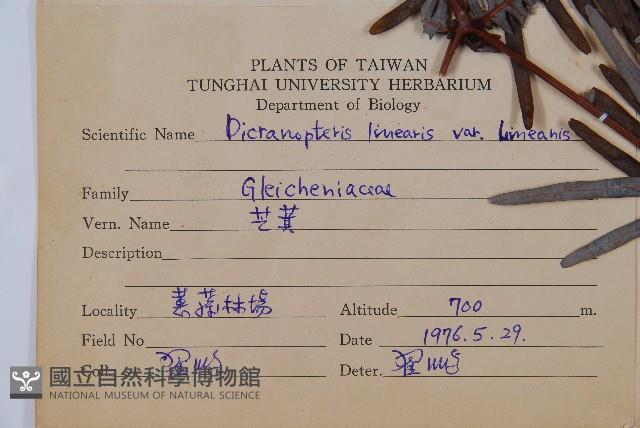 PLANTS OF TAIWAN
TUNGHAI UNIVERSITY HERBARIUM
Department of Biology
Scientific Name Dicranopteris linearis var. linearis
Family Gleicheniaceae
Vern. Name 芒萁
Description
Locality 蕙蓀林場 Altitude 700 m.
Field No Date 1976.5.29.
Coll. Deter.
國立自然科學博物館
NATIONAL MUSEUM OF NATURAL SCIENCE